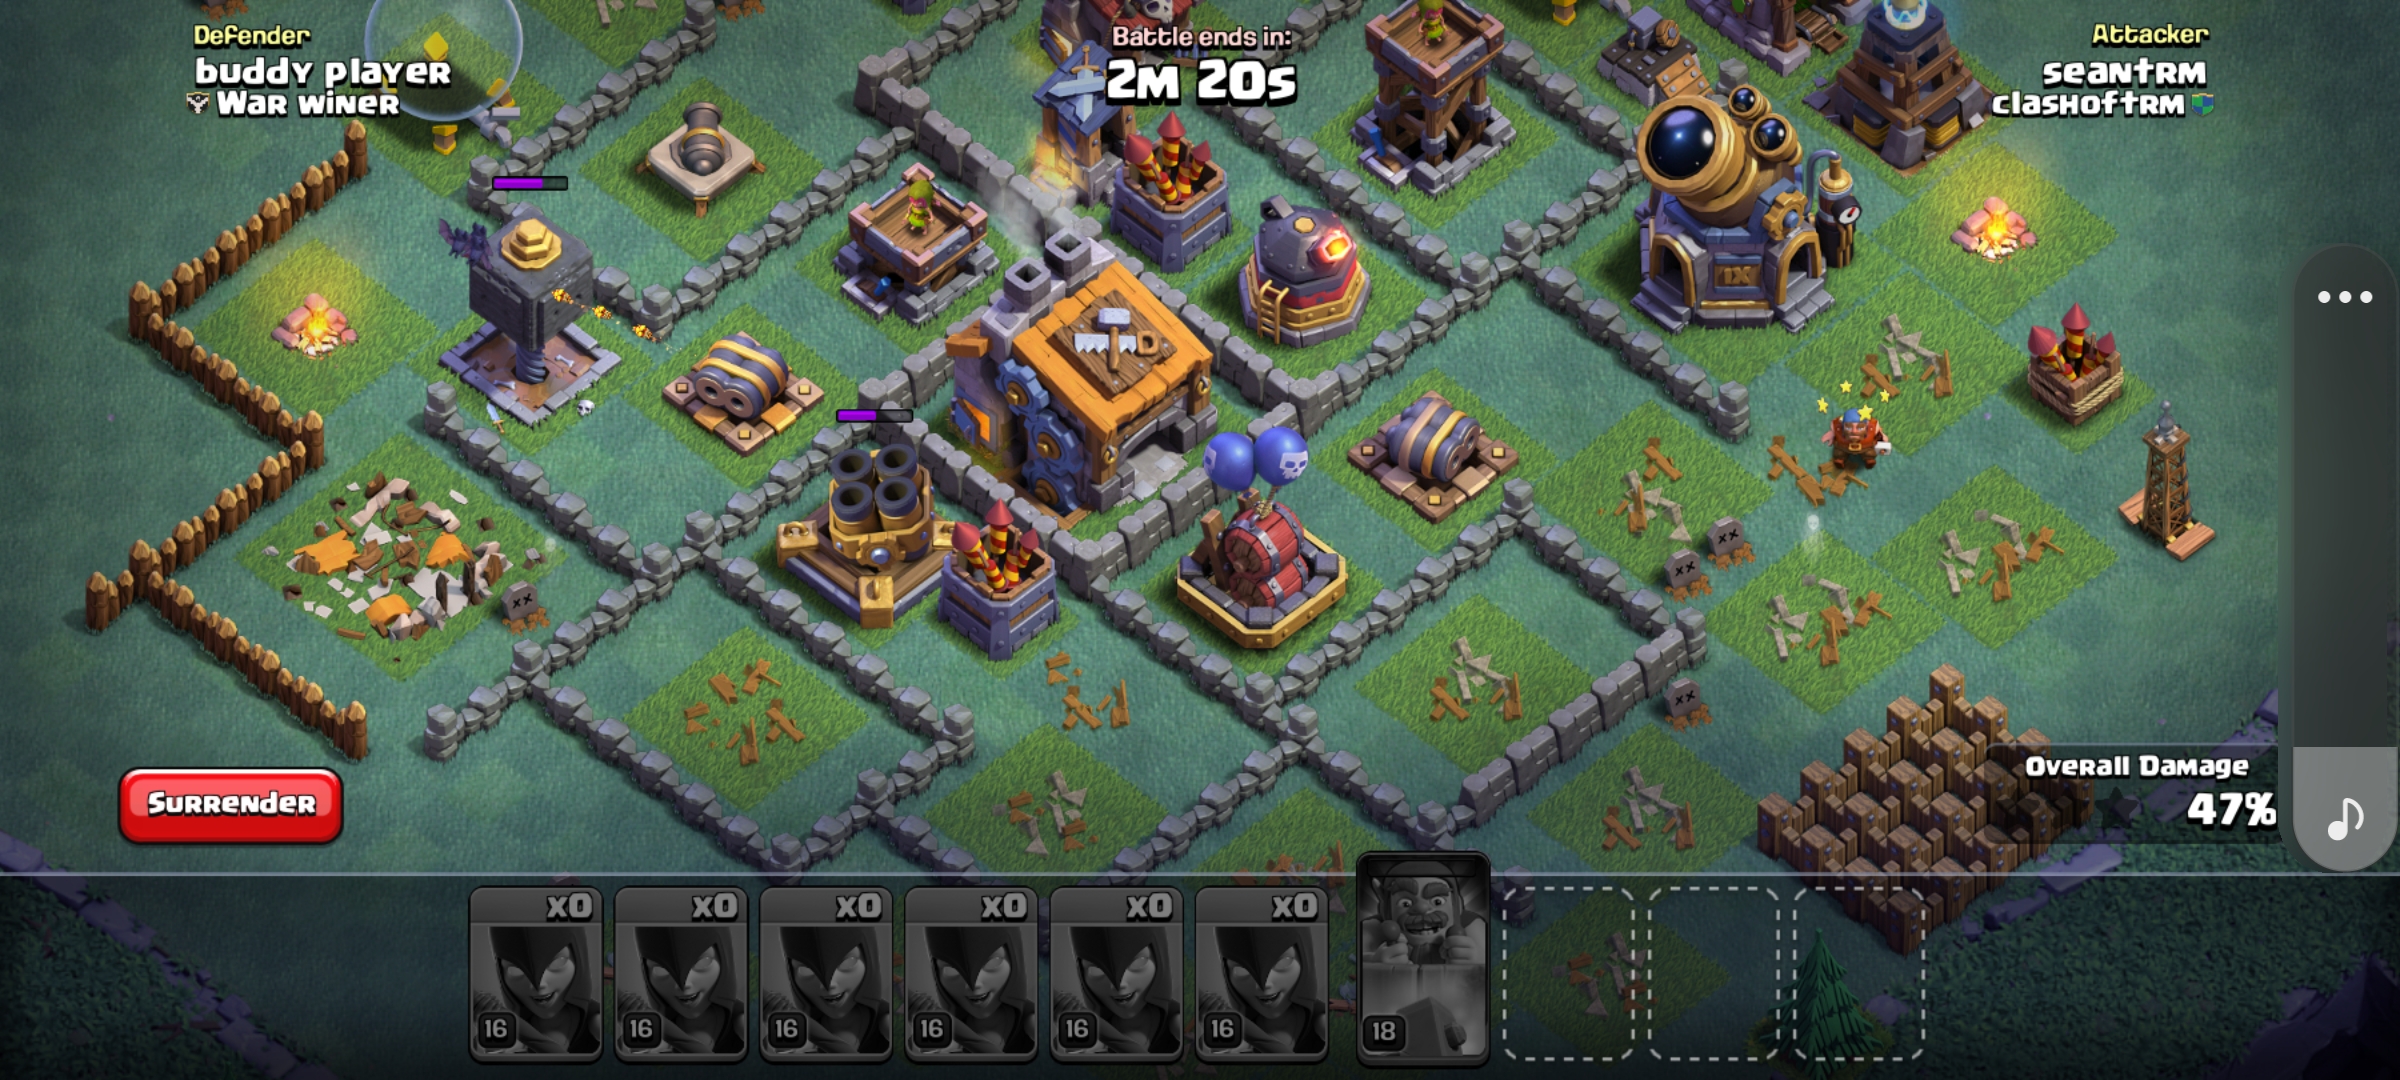 Defender
buddy player
War winer
Battle ends in:
2M 20s
Attacker
seantrm
clashoftrm
IX
Surrender
Overall Damage
47%
x0
x0
x0
x0
x0
x0
16
16
16
16
16
16
18